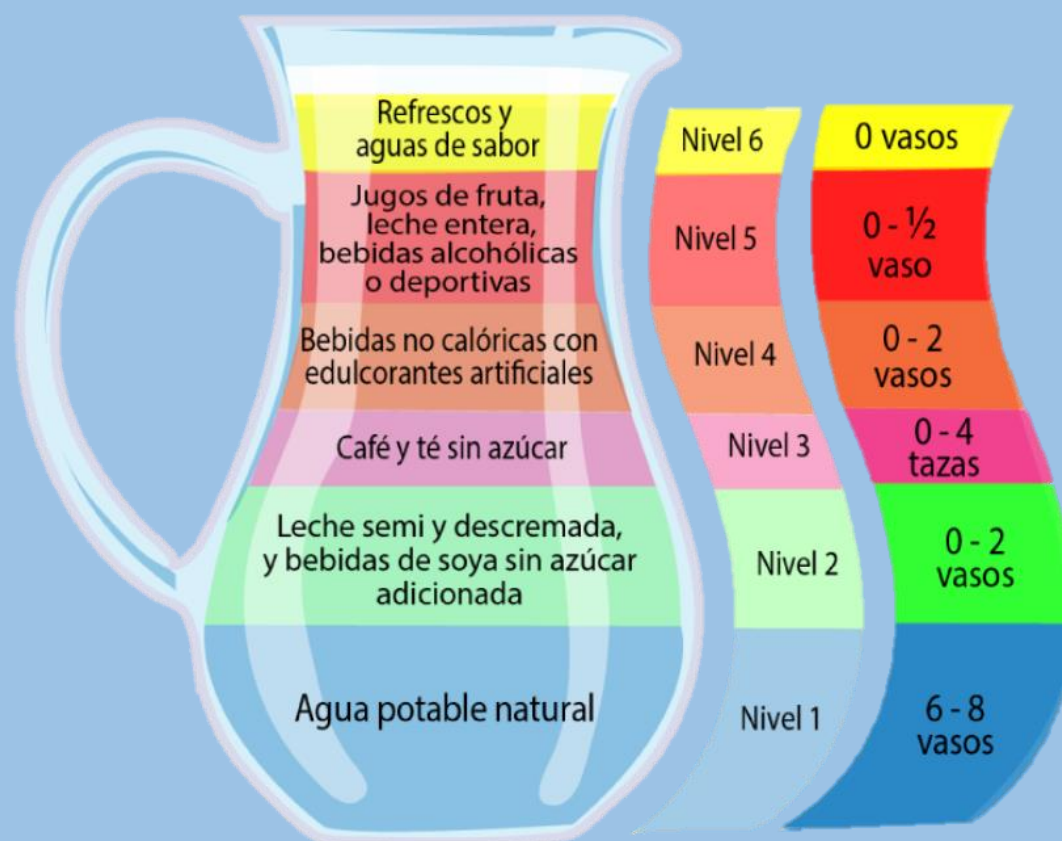 Refrescos y
aguas de sabor
Nivel 6
0 vasos
Jugos de fruta,
leche entera,
bebidas alcohólicas
o deportivas
Nivel 5
0 - ½
vaso
Bebidas no calóricas con
edulcorantes artificiales
Nivel 4
0 - 2
vasos
Café y té sin azúcar
Nivel 3
0 - 4
tazas
Leche semi y descremada,
y bebidas de soya sin azúcar
adicionada
Nivel 2
0 - 2
vasos
Agua potable natural
Nivel 1
6 - 8
vasos